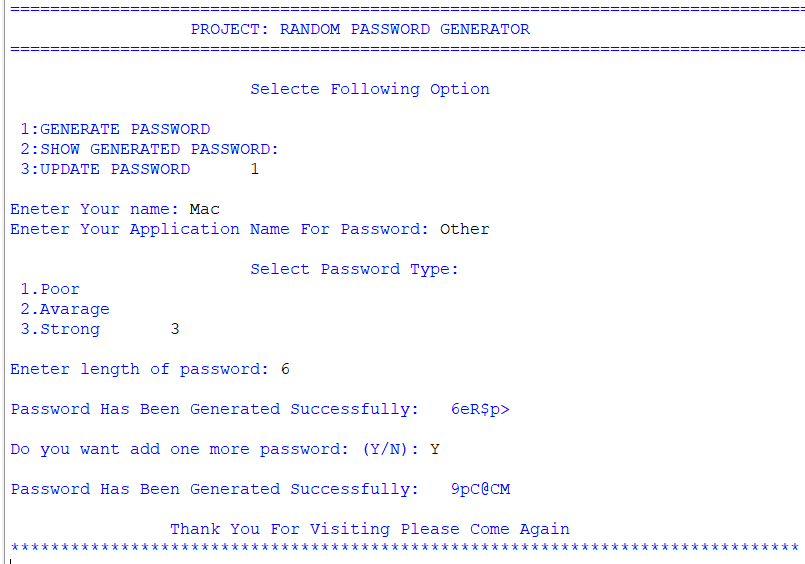 ================================================================================
PROJECT: RANDOM PASSWORD GENERATOR
================================================================================
Selecte Following Option
1:GENERATE PASSWORD
2:SHOW GENERATED PASSWORD:
3:UPDATE PASSWORD      1
Eneter Your name: Mac
Eneter Your Application Name For Password: Other
Select Password Type:
1.Poor
2.Avarage
3.Strong       3
Eneter length of password: 6
Password Has Been Generated Successfully:   6eR$p>
Do you want add one more password: (Y/N): Y
Password Has Been Generated Successfully:   9pC@CM
Thank You For Visiting Please Come Again
*******************************************************************************